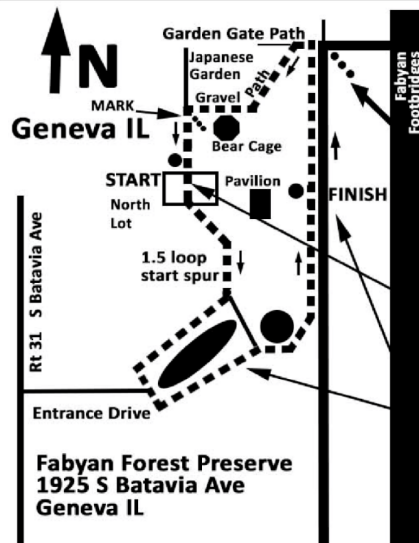 Garden Gate Path
N
Japanese
Garden
Gravel
Path
MARK
Geneva IL
Bear Cage
Fabyan
Footbridges
START
Pavilion
FINISH
North
Lot
1.5 loop
start spur
Rt 31 S Batavia Ave
Entrance Drive
Fabyan Forest Preserve
1925 S Batavia Ave
Geneva IL